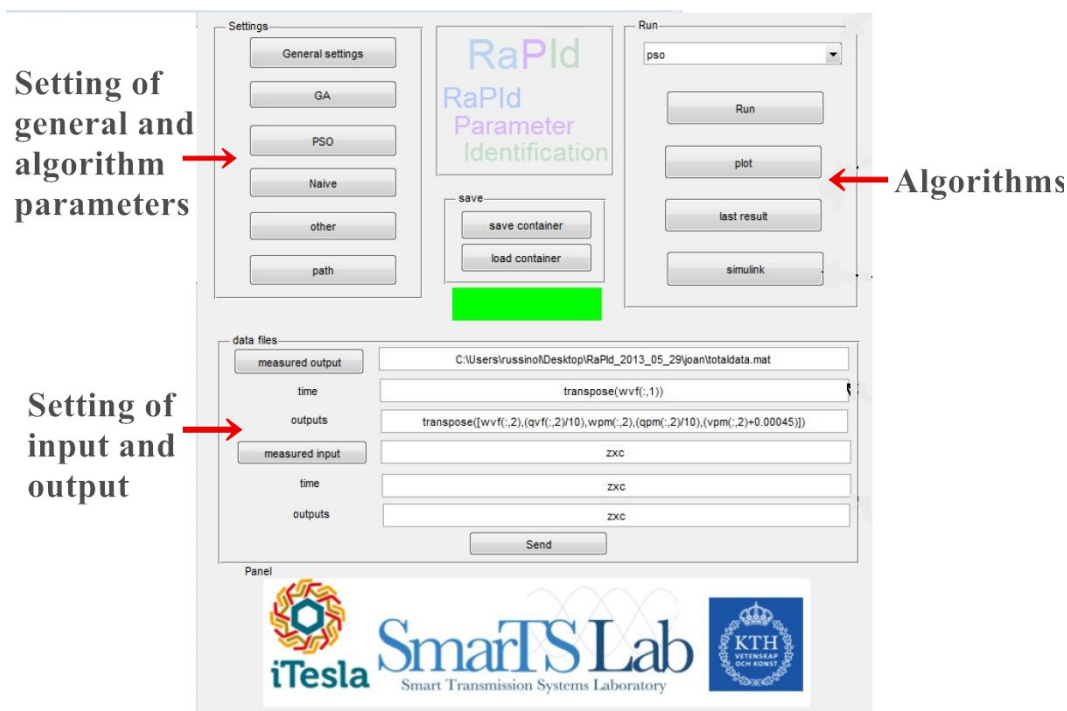 Setting of
general and
algorithm
parameters
Settings
General settings
GA
PSO
Naive
other
path
RaPId
RaPId
Parameter
Identification
save
save container
load container
Run
pso
Run
plot
last result
simulink
Algorithms
Setting of
input and
output
data files
measured output
C:\Users\russinol\Desktop\RaPId_2013_05_29\joan\totaldata.mat
time
transpose(wvf(:,1))
outputs
transpose([wvf(:,2),(qvf(:,2)/10),wpm(:,2),(qpm(:,2)/10),(vpm(:,2)+0.00045)])
measured input
zxc
time
zxc
outputs
zxc
Send
Panel
iTesla
SmarTS Lab
Smart Transmission Systems Laboratory
KTH
VETENSKAP
OCH KONST